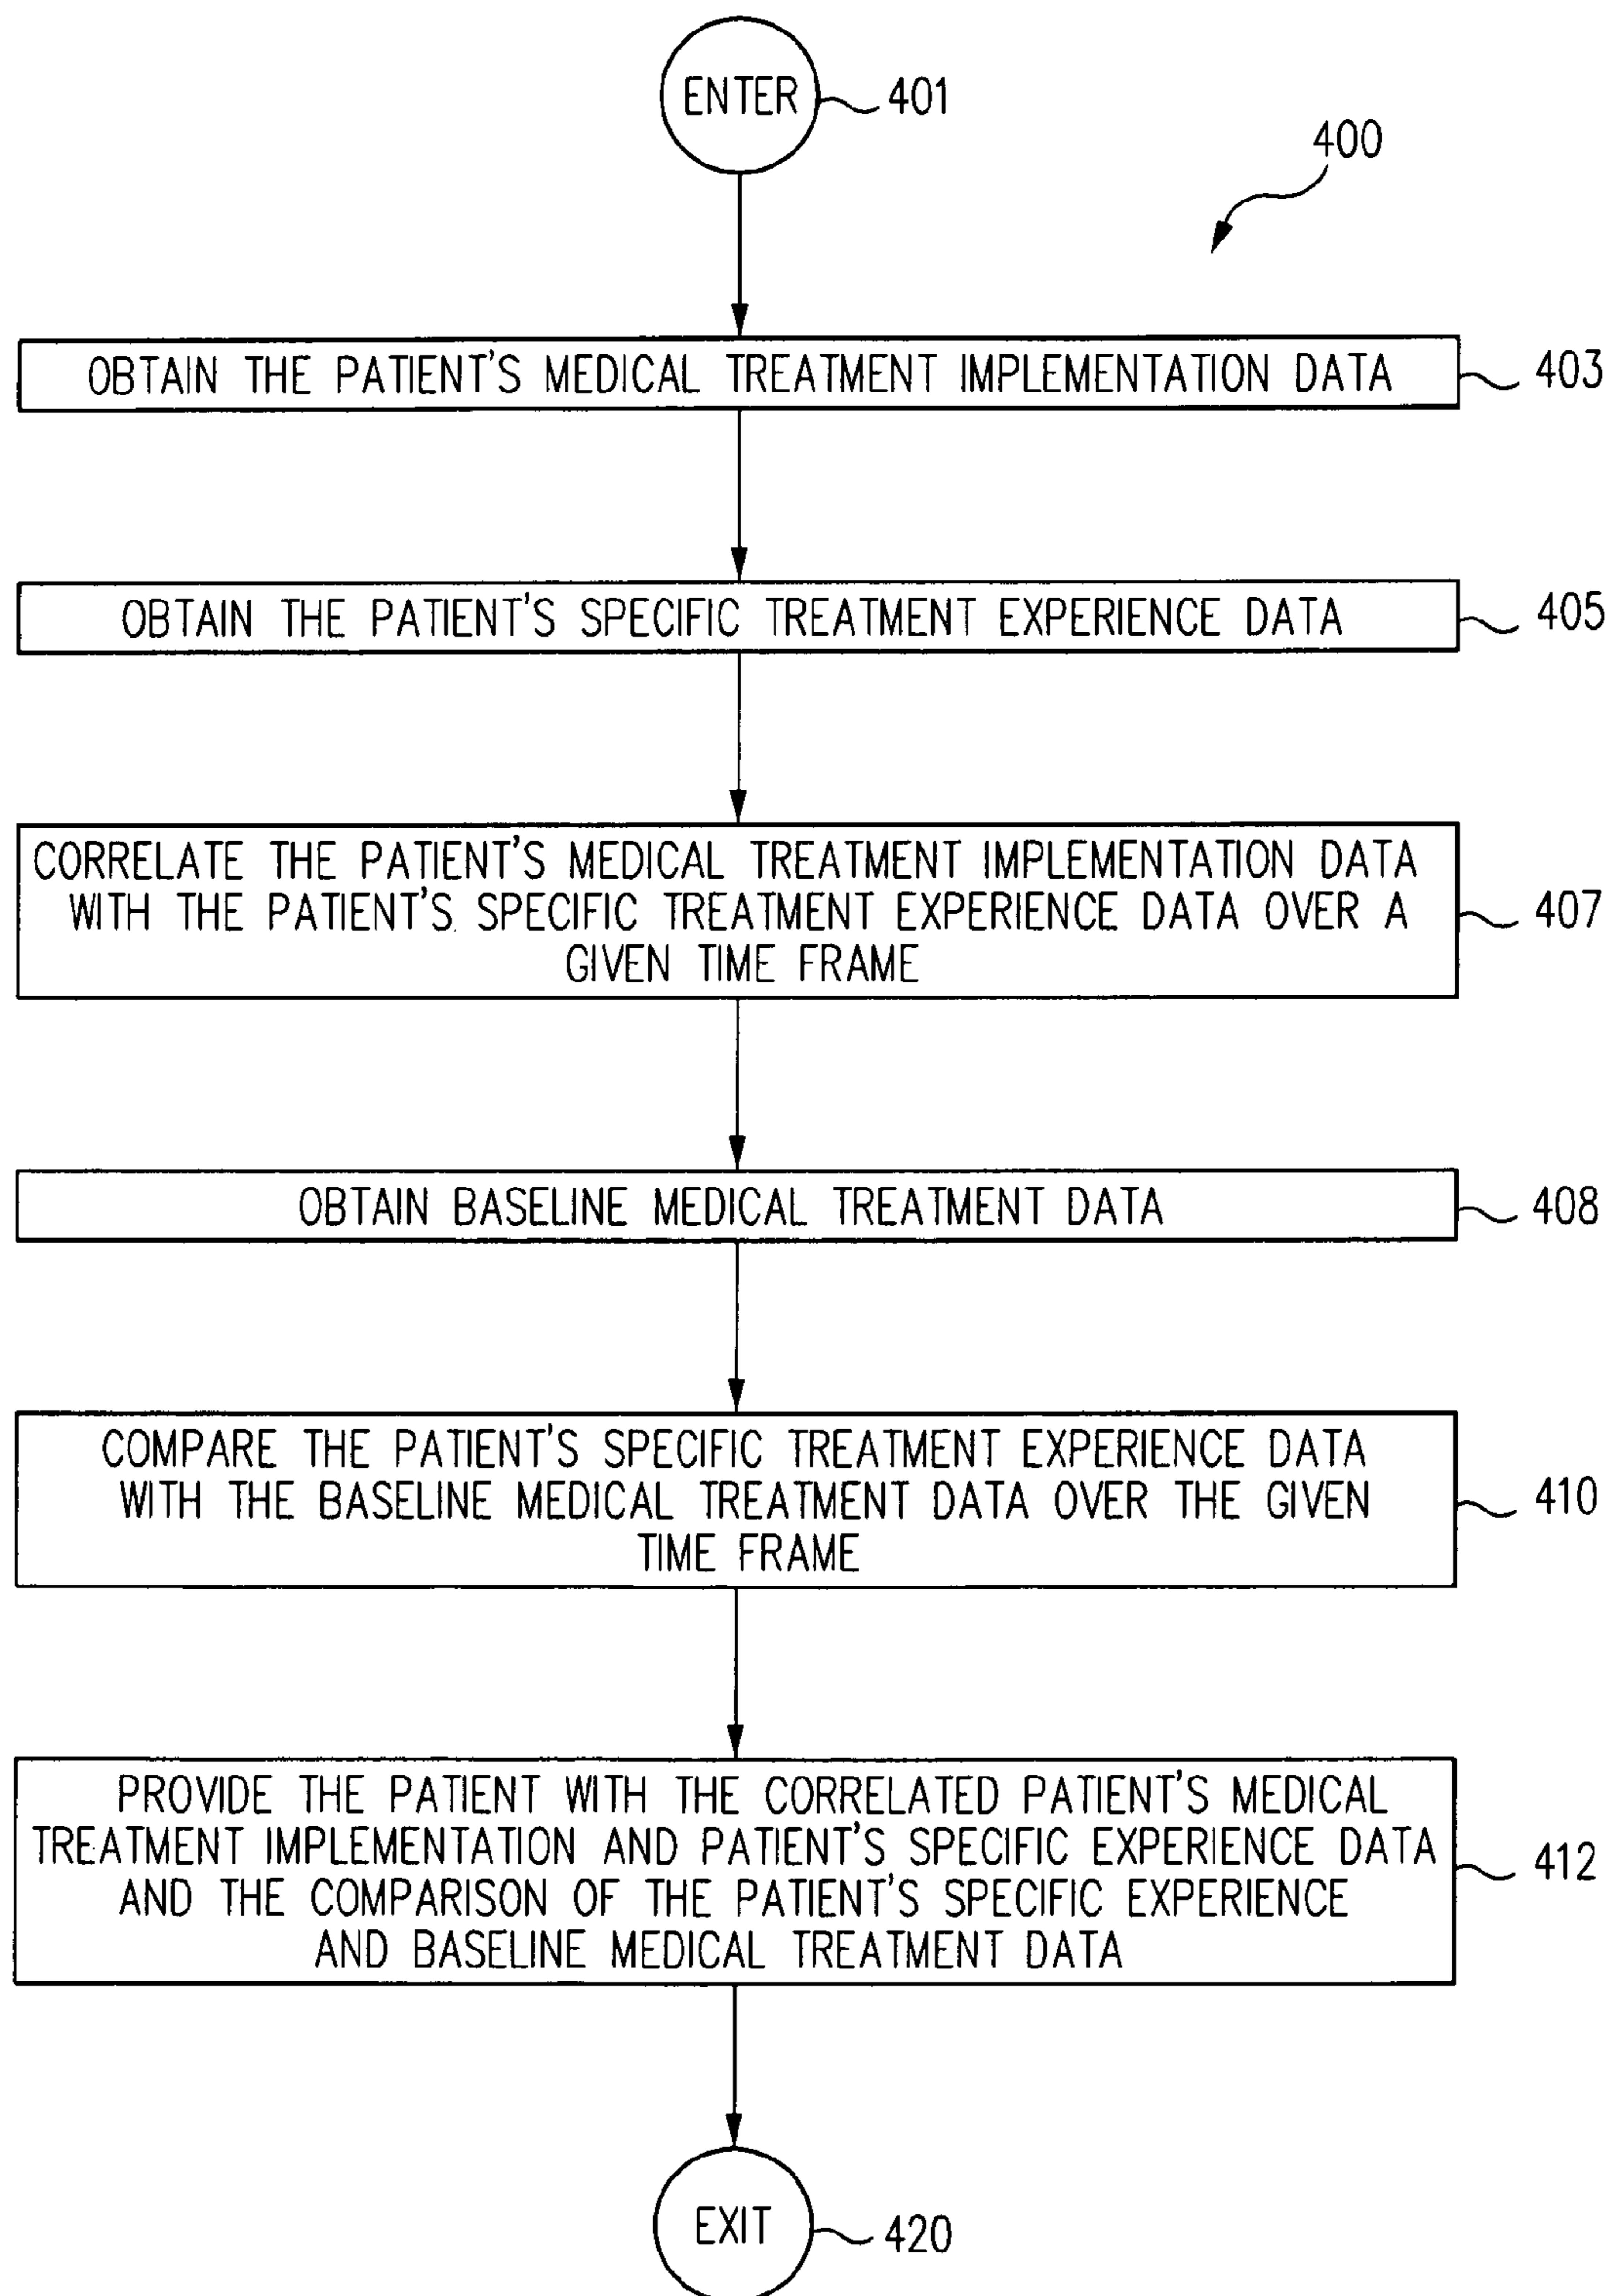 ENTER 401
400
OBTAIN THE PATIENT'S MEDICAL TREATMENT IMPLEMENTATION DATA 403
OBTAIN THE PATIENT'S SPECIFIC TREATMENT EXPERIENCE DATA 405
CORRELATE THE PATIENT'S MEDICAL TREATMENT IMPLEMENTATION DATA
WITH THE PATIENT'S SPECIFIC TREATMENT EXPERIENCE DATA OVER A 407
GIVEN TIME FRAME
OBTAIN BASELINE MEDICAL TREATMENT DATA 408
COMPARE THE PATIENT'S SPECIFIC TREATMENT EXPERIENCE DATA
WITH THE BASELINE MEDICAL TREATMENT DATA OVER THE GIVEN 410
TIME FRAME
PROVIDE THE PATIENT WITH THE CORRELATED PATIENT'S MEDICAL
TREATMENT IMPLEMENTATION AND PATIENT'S SPECIFIC EXPERIENCE DATA 412
AND THE COMPARISON OF THE PATIENT'S SPECIFIC EXPERIENCE
AND BASELINE MEDICAL TREATMENT DATA
EXIT 420